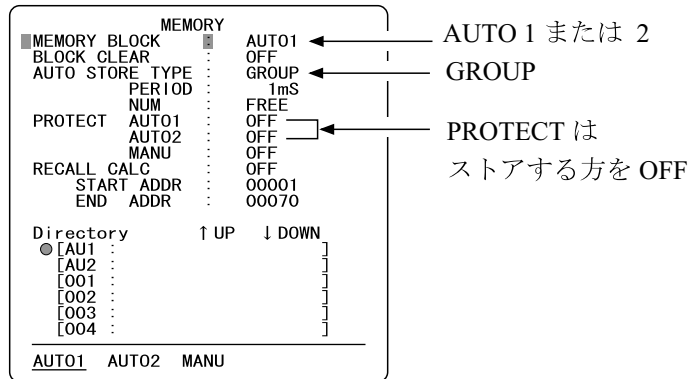 MEMORY
MEMORY BLOCK : AUTO1
BLOCK CLEAR : OFF
AUTO STORE TYPE : GROUP
PERIOD : 1mS
NUM : FREE
PROTECT AUTO1 : OFF
AUTO2 : OFF
MANU : OFF
RECALL CALC : OFF
START ADDR : 00001
END ADDR : 00070
Directory ↑UP ↓DOWN
[AU1 : ]
[AU2 : ]
[001 : ]
[002 : ]
[003 : ]
[004 : ]
AUTO1 AUTO2 MANU
AUTO 1 または 2
GROUP
PROTECT は
ストアする方を OFF